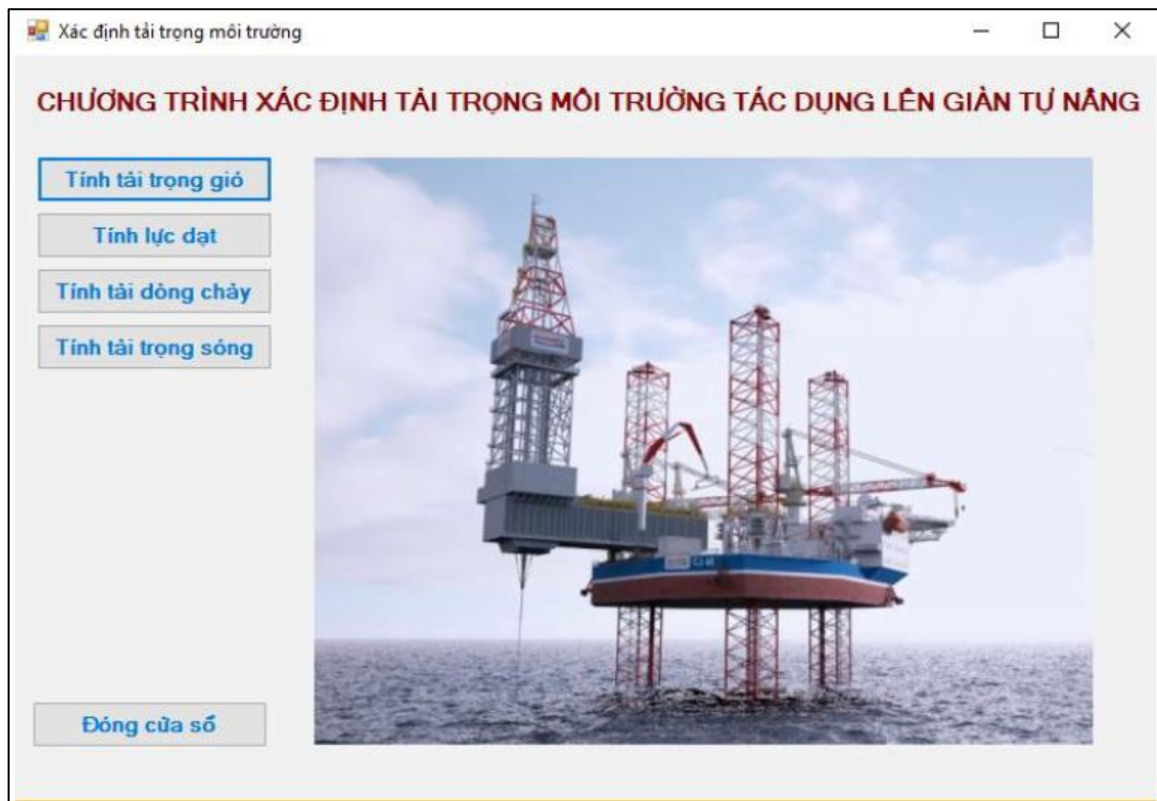 Xác định tải trọng môi trường
CHƯƠNG TRÌNH XÁC ĐỊNH TẢI TRỌNG MÔI TRƯỜNG TÁC DỤNG LÊN GIÀN TỰ NÂNG
Tính tải trọng gió
Tính lực dạt
Tính tải dòng chảy
Tính tải trọng sóng
Đóng cửa sổ